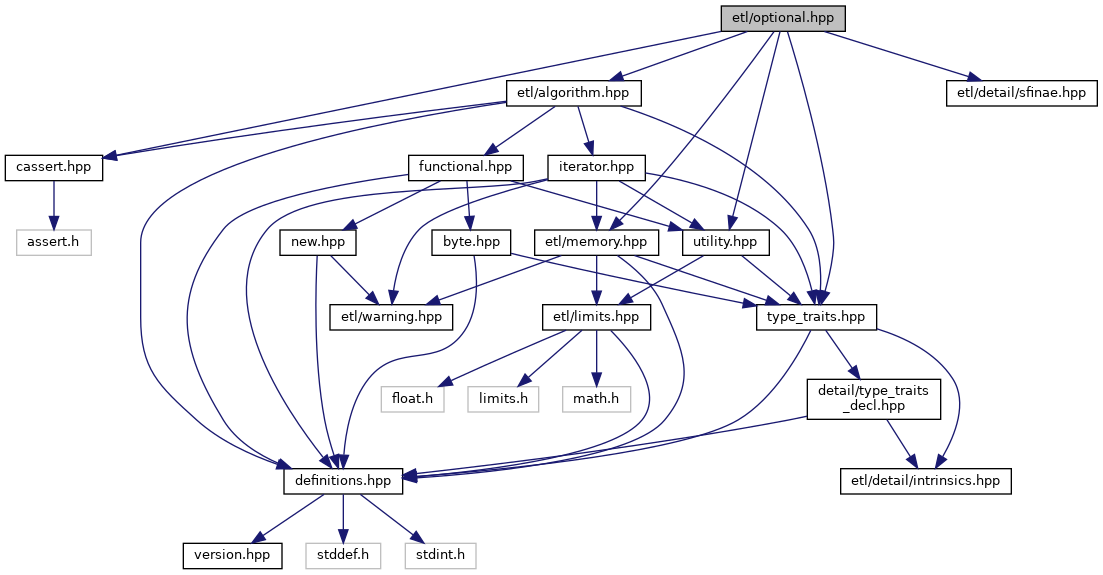 etl/optional.hpp
etl/algorithm.hpp
etl/detail/sfinae.hpp
cassert.hpp
functional.hpp
iterator.hpp
assert.h
new.hpp
byte.hpp
etl/memory.hpp
utility.hpp
etl/warning.hpp
etl/limits.hpp
type_traits.hpp
float.h
limits.h
math.h
detail/type_traits
_decl.hpp
definitions.hpp
etl/detail/intrinsics.hpp
version.hpp
stddef.h
stdint.h